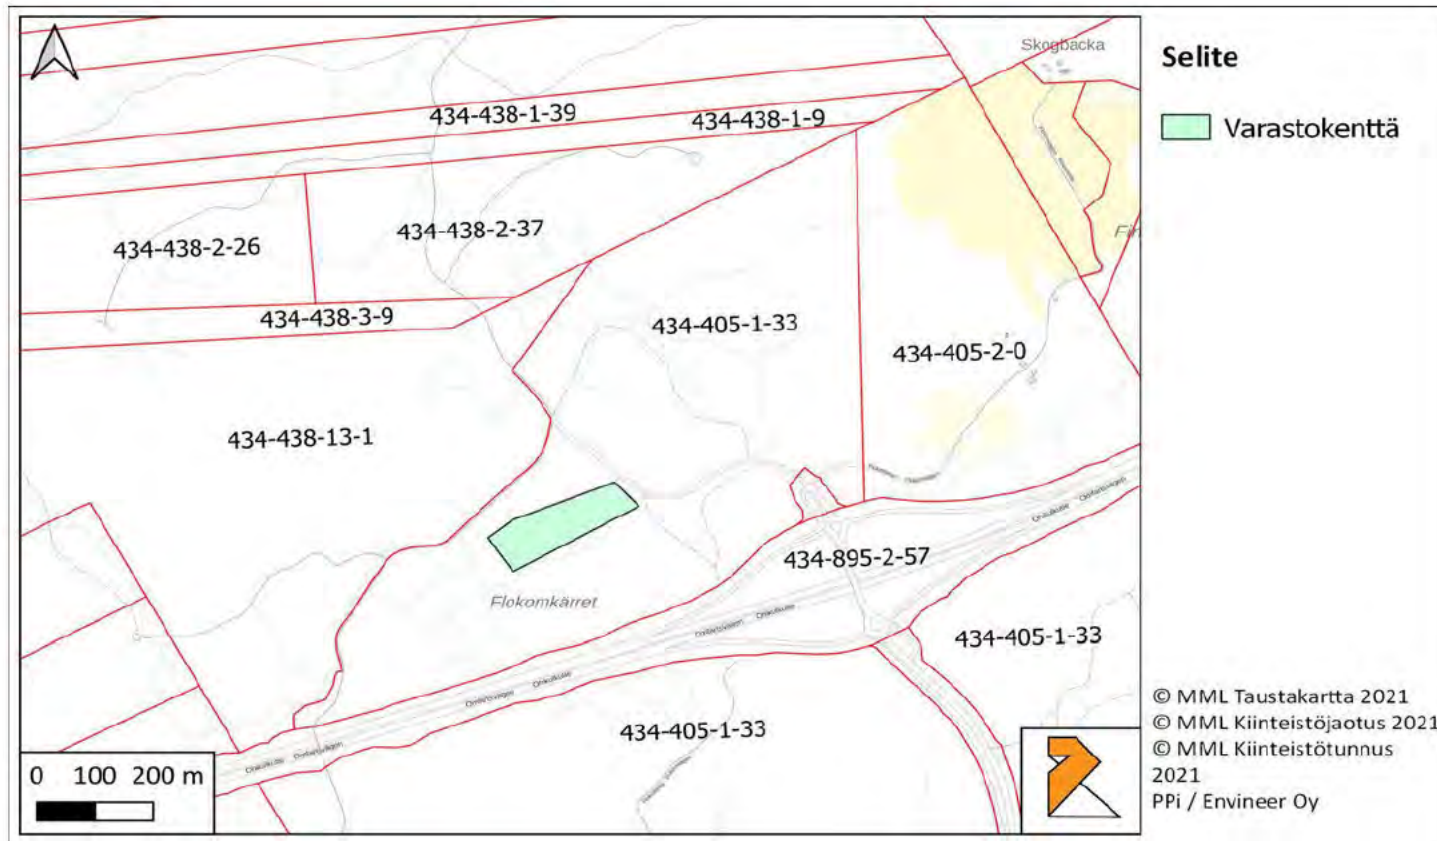 Skogbacka
Selite
434-438-1-39
434-438-1-9
Varastokenttä
434-438-2-26
434-438-2-37
Fin
434-438-3-9
434-405-1-33
434-405-2-0
434-438-13-1
434-895-2-57
Flokomkärret
434-405-1-33
434-405-1-33
Ohikulkutie Omfartsvägen
0 100 200 m
© MML Taustakartta 2021
© MML Kiinteistöjaotus 2021
© MML Kiinteistötunnus
2021
PPi / Envineer Oy